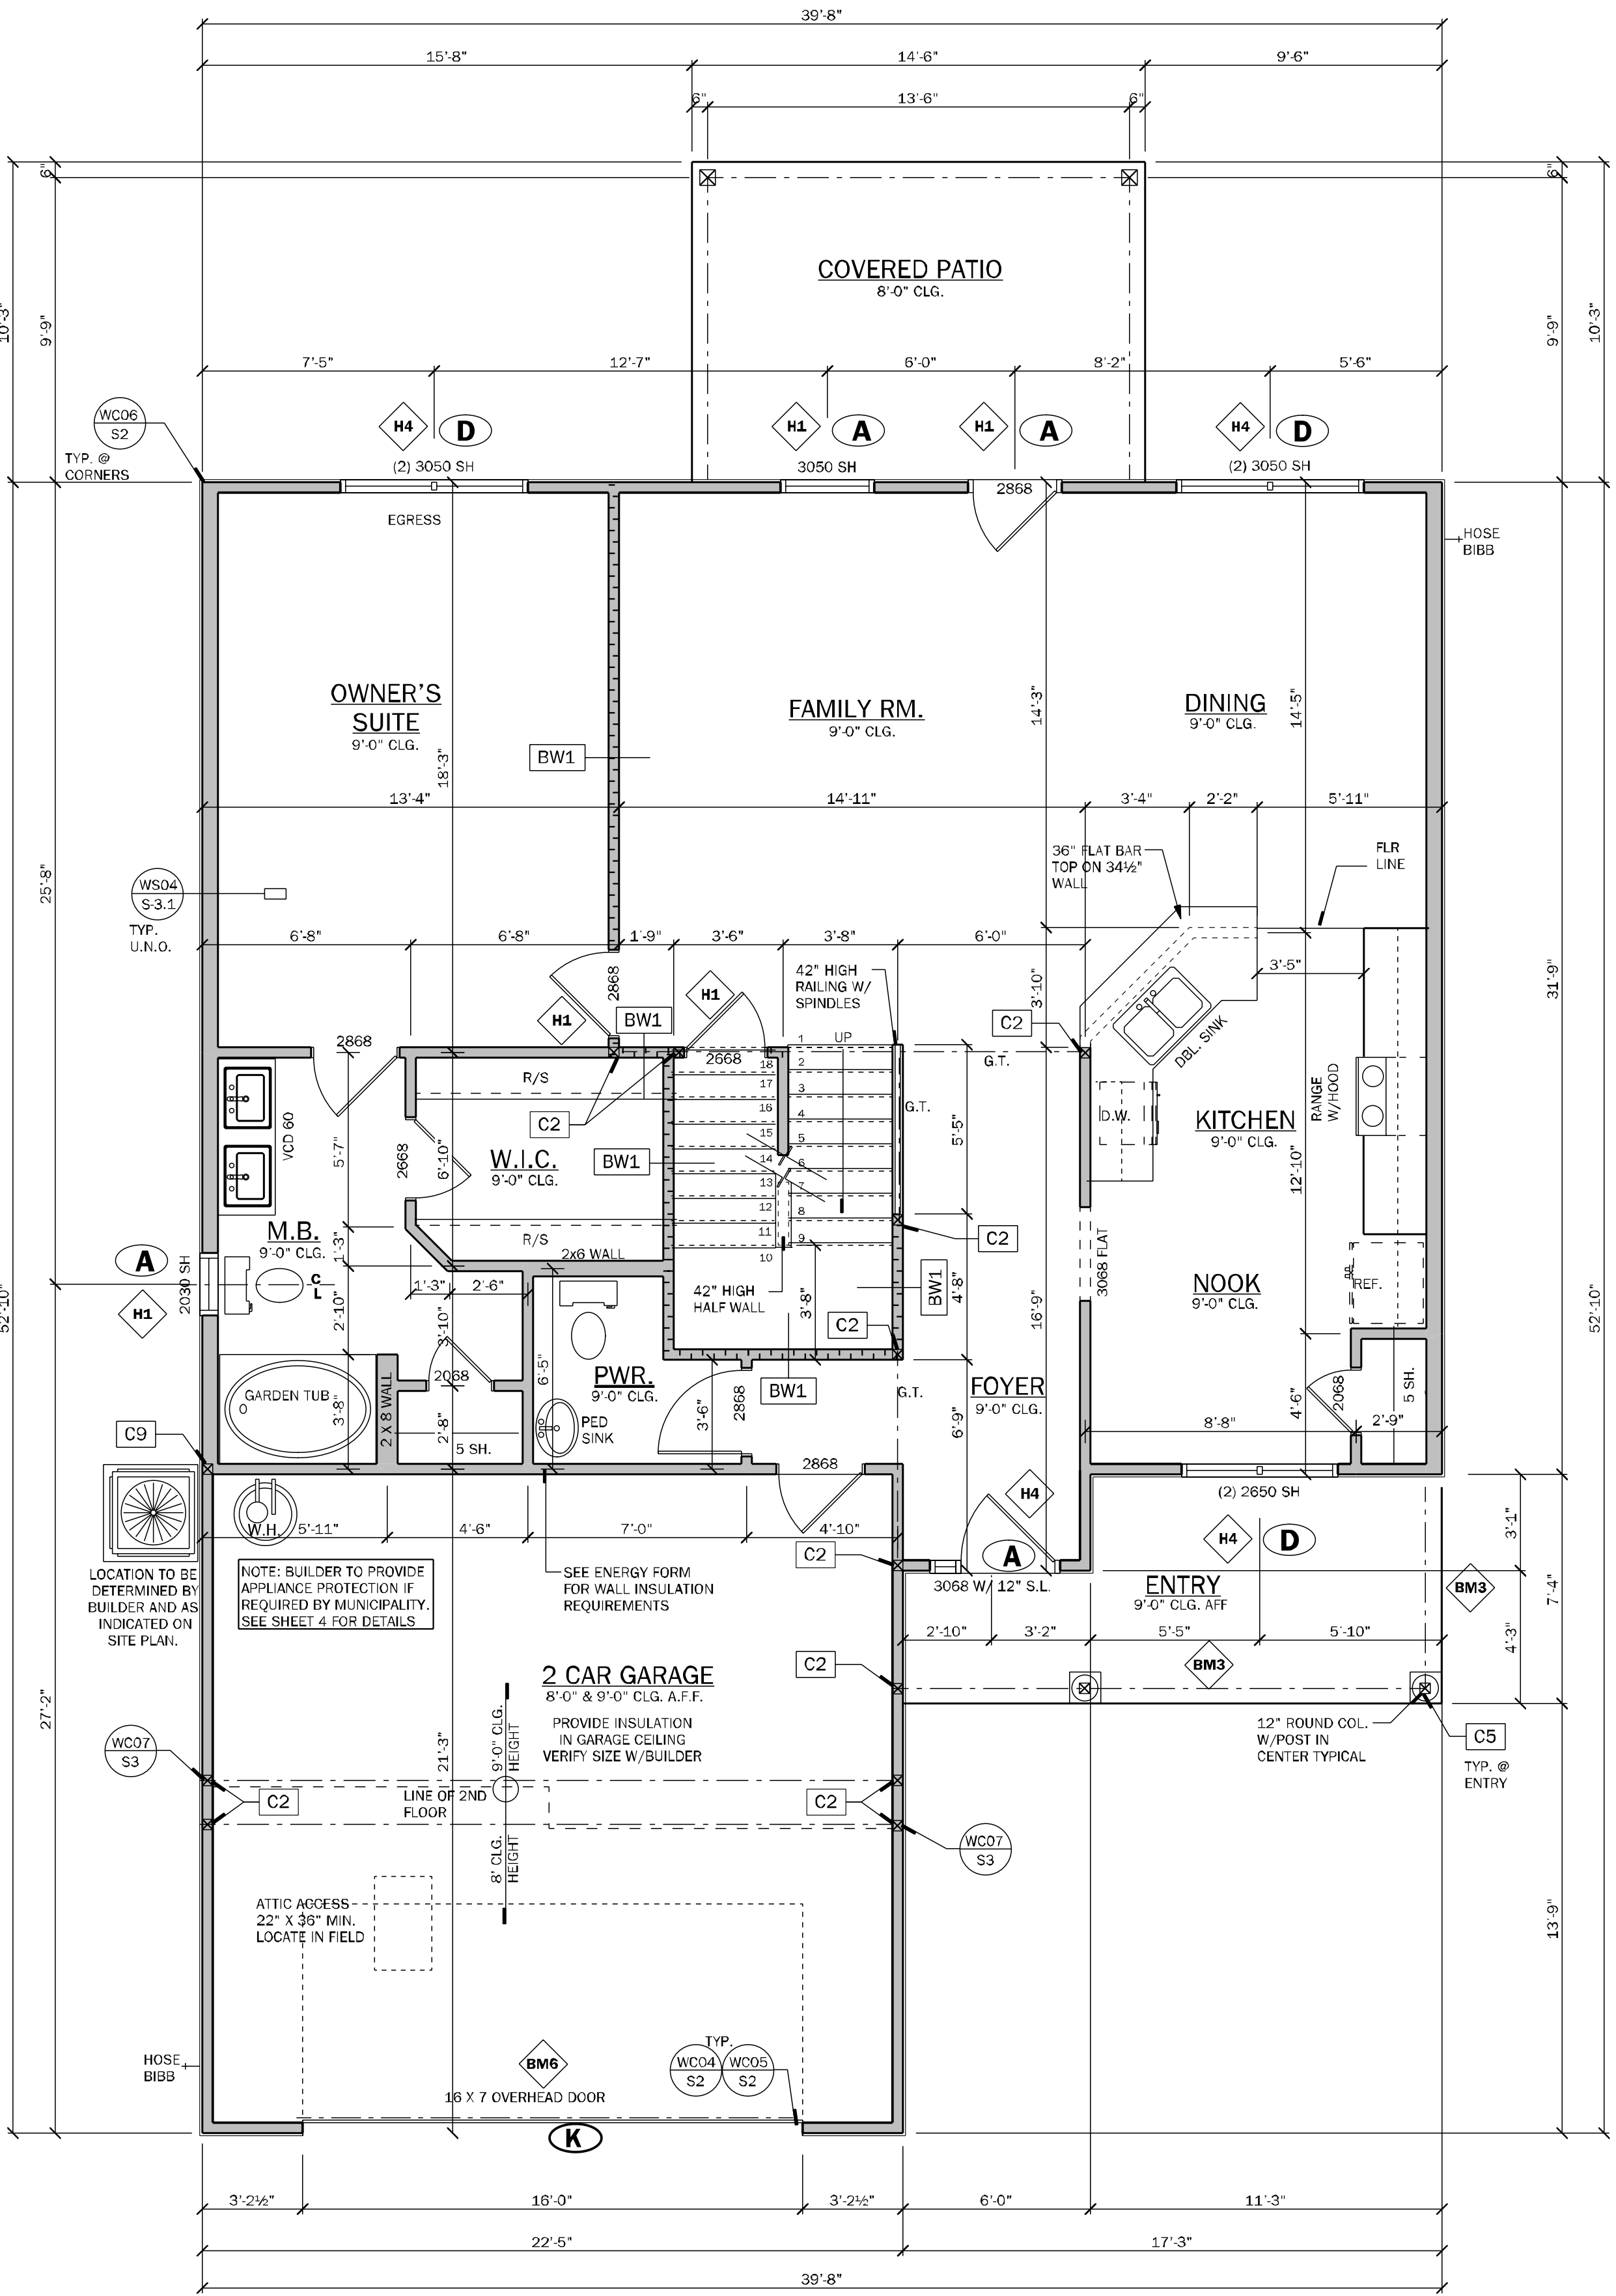 39'-8"
15'-8" 14'-6" 9'-6"
6" 13'-6" 6"
6" 6"
COVERED PATIO
8'-0" CLG.
10'-3" 9'-9" 9'-9" 10'-3"
7'-5" 12'-7" 6'-0" 8'-2" 5'-6"
WC06
S2
TYP. @
CORNERS
H4 D H1 A H1 A H4 D
(2) 3050 SH 3050 SH 2868 (2) 3050 SH
EGRESS
HOSE
BIBB
OWNER'S
SUITE
9'-0" CLG.
18'-3"
FAMILY RM.
9'-0" CLG.
14'-3"
DINING
9'-0" CLG.
14'-5"
BW1
13'-4" 14'-11" 3'-4" 2'-2" 5'-11"
36" FLAT BAR
TOP ON 34½"
WALL
FLR
LINE
25'-8"
31'-9"
WS04
S-3.1
TYP.
U.N.O.
6'-8" 6'-8" 1'-9" 3'-6" 3'-8" 6'-0"
3'-5"
2868
42" HIGH
RAILING W/
SPINDLES
3'-10"
H1 BW1 H1
C2
DBL. SINK
2868 2668
UP
G.T.
1
2
3
4
5
6
7
8
9
10
11
12
13
14
15
16
17
18
R/S
VCD 60
5'-7"
2668
6'-10"
W.I.C.
9'-0" CLG.
C2
BW1
G.T.
5'-5"
D.W.
KITCHEN
9'-0" CLG.
RANGE
W/HOOD
12'-10"
M.B.
9'-0" CLG.
1'-3"
R/S
2x6 WALL
C2
3068 FLAT
A
H1
2030 SH
C
L
1'-3" 2'-6"
42" HIGH
HALF WALL
3'-8"
BW1
4'-8"
NOOK
9'-0" CLG.
REF.
2'-10"
3'-10"
C2
16'-9"
52'-10"
52'-10"
GARDEN TUB
3'-8"
2 X 8 WALL
2068
2'-8"
5 SH.
6'-5"
PWR.
9'-0" CLG.
PED
SINK
3'-6"
2868
BW1
G.T.
FOYER
9'-0" CLG.
6'-9"
8'-8"
4'-6"
2068
2'-9"
5 SH.
C9
2868
H4
(2) 2650 SH
W.H. 5'-11" 4'-6" 7'-0" 4'-10"
H4 D
3'-1"
LOCATION TO BE
DETERMINED BY
BUILDER AND AS
INDICATED ON
SITE PLAN.
NOTE: BUILDER TO PROVIDE
APPLIANCE PROTECTION IF
REQUIRED BY MUNICIPALITY.
SEE SHEET 4 FOR DETAILS
SEE ENERGY FORM
FOR WALL INSULATION
REQUIREMENTS
C2
A
3068 W/ 12" S.L.
ENTRY
9'-0" CLG. AFF
BM3
7'-4"
4'-3"
2'-10" 3'-2" 5'-5" 5'-10"
BM3
C2
2 CAR GARAGE
8'-0" & 9'-0" CLG. A.F.F.
PROVIDE INSULATION
IN GARAGE CEILING
VERIFY SIZE W/BUILDER
12" ROUND COL.
W/POST IN
CENTER TYPICAL
C5
TYP. @
ENTRY
27'-2"
WC07
S3
21'-3"
9'-0" CLG.
HEIGHT
LINE OF 2ND
FLOOR
C2 C2
WC07
S3
8' CLG.
HEIGHT
ATTIC ACCESS
22" X 36" MIN.
LOCATE IN FIELD
13'-9"
HOSE
BIBB
BM6
16 X 7 OVERHEAD DOOR
TYP.
WC04
S2
WC05
S2
K
3'-2½" 16'-0" 3'-2½" 6'-0" 11'-3"
22'-5" 17'-3"
39'-8"